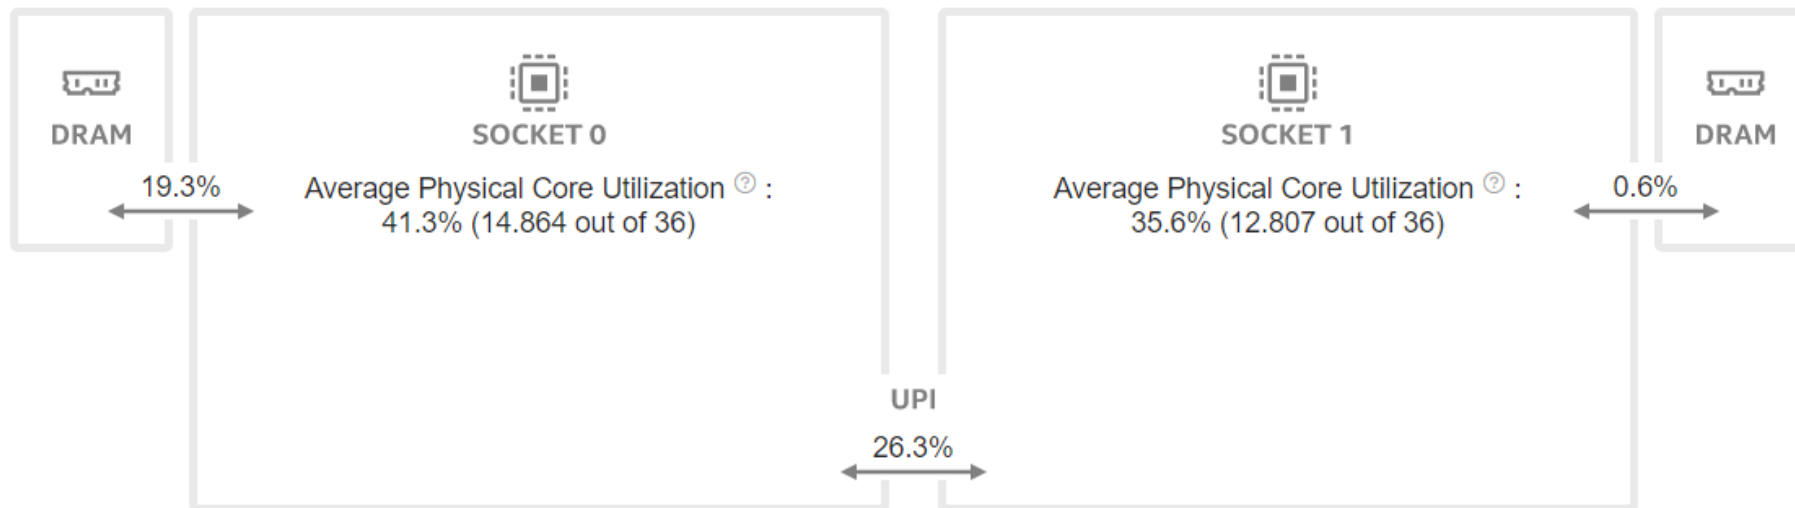 DRAM
19.3%
SOCKET 0
Average Physical Core Utilization ? :
41.3% (14.864 out of 36)
UPI
26.3%
SOCKET 1
Average Physical Core Utilization ? :
35.6% (12.807 out of 36)
DRAM
0.6%